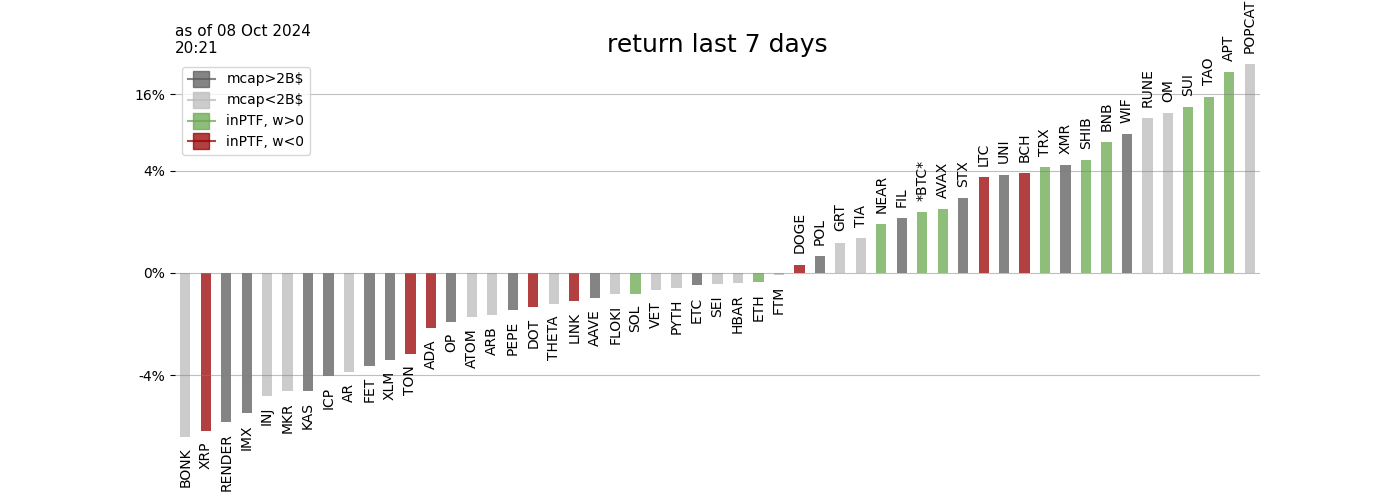 as of 08 Oct 2024
20:21
return last 7 days
mcap>2B$
mcap<2B$
inPTF, w>0
inPTF, w<0
16%
4%
0%
-4%
BONK
XRP
RENDER
IMX
INJ
MKR
KAS
ICP
AR
FET
XLM
TON
ADA
OP
ATOM
ARB
PEPE
DOT
THETA
LINK
AAVE
FLOKI
SOL
VET
PYTH
ETC
SEI
HBAR
ETH
FTM
DOGE
POL
GRT
TIA
NEAR
FIL
*BTC*
AVAX
STX
LTC
UNI
BCH
TRX
XMR
SHIB
BNB
WIF
RUNE
OM
SUI
TAO
APT
POPCAT